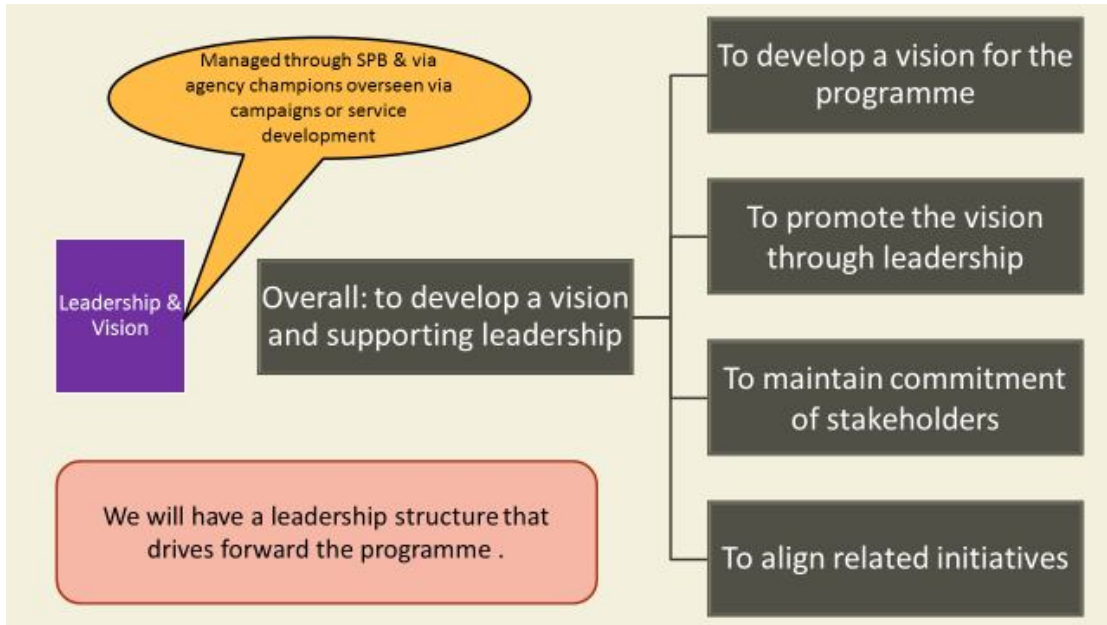 Managed through SPB & via
agency champions overseen via
campaigns or service
development
Leadership &
Vision
Overall: to develop a vision
and supporting leadership
To develop a vision for the
programme
To promote the vision
through leadership
To maintain commitment
of stakeholders
To align related initiatives
We will have a leadership structure that
drives forward the programme .